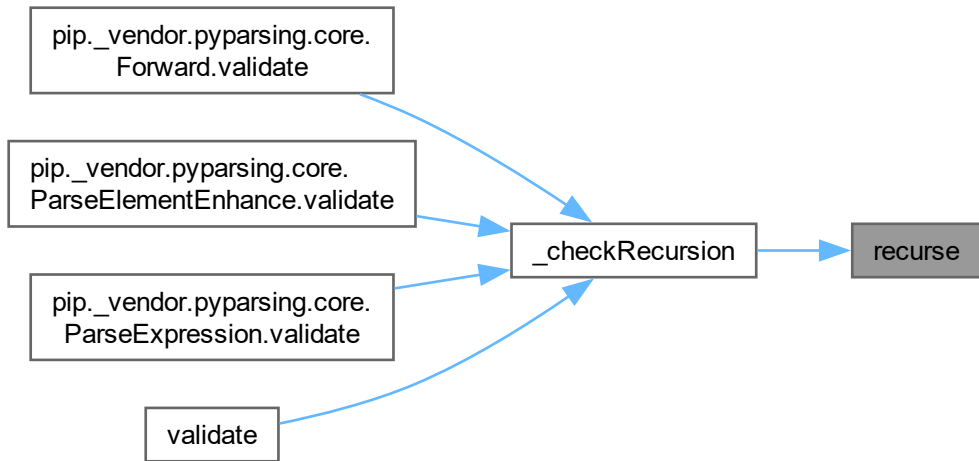 pip._vendor.pyparsing.core.
Forward.validate
pip._vendor.pyparsing.core.
ParseElementEnhance.validate
pip._vendor.pyparsing.core.
ParseExpression.validate
validate
_checkRecursion
recurse